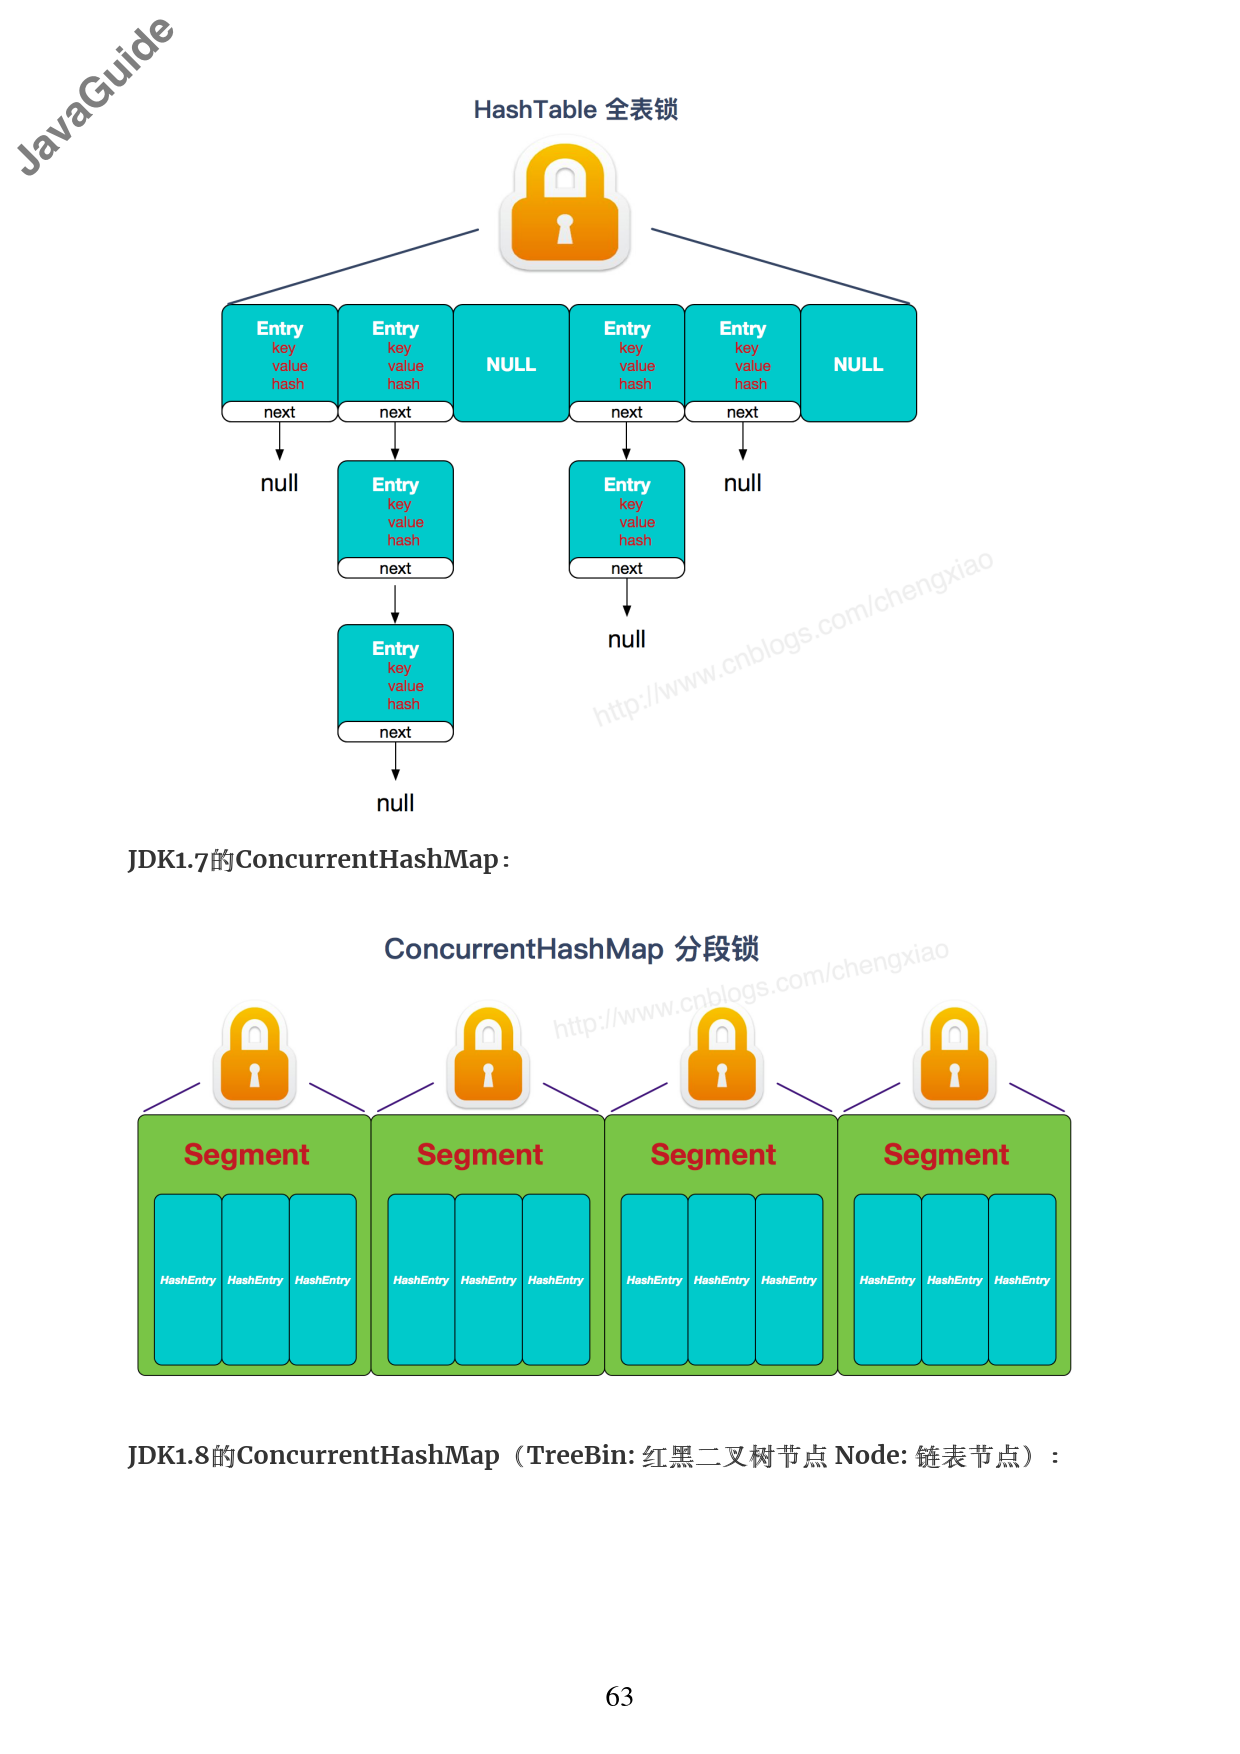 JavaGuide
HashTable 全表锁
Entry Entry NULL Entry Entry NULL
key key key key
value value value value
hash hash hash hash
next next next next
null null
Entry Entry
key key
value value
hash hash
next next
null
Entry
key
value
hash
next
null
http://www.cnblogs.com/chengxiao
JDK1.7的ConcurrentHashMap：
ConcurrentHashMap 分段锁
http://www.cnblogs.com/chengxiao
Segment Segment Segment Segment
HashEntry HashEntry HashEntry HashEntry HashEntry HashEntry HashEntry HashEntry HashEntry HashEntry HashEntry HashEntry
JDK1.8的ConcurrentHashMap（TreeBin: 红黑二叉树节点 Node: 链表节点）：
63